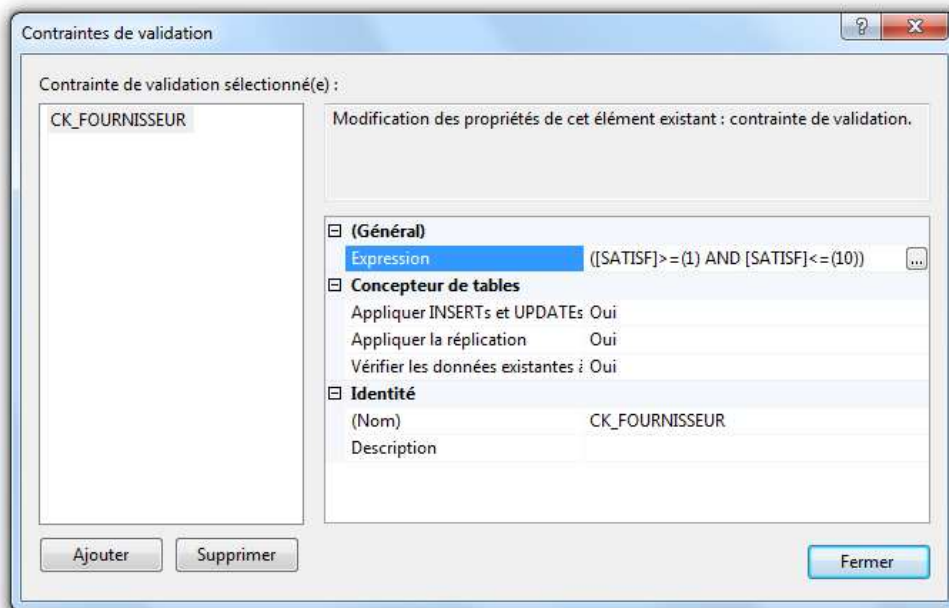 Contraintes de validation
Contrainte de validation sélectionné(e) :
CK_FOURNISSEUR
Modification des propriétés de cet élément existant : contrainte de validation.
(Général)
Expression ([SATISF]>=(1) AND [SATISF]<=(10)) ...
Concepteur de tables
Appliquer INSERTs et UPDATEs Oui
Appliquer la réplication Oui
Vérifier les données existantes à Oui
Identité
(Nom) CK_FOURNISSEUR
Description
Ajouter Supprimer
Fermer